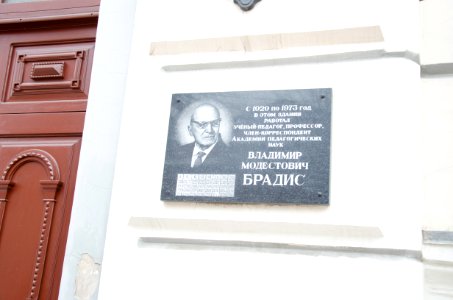 С 1920 по 1973 год
в этом здании
работал
учёный-педагог, профессор,
член-корреспондент
Академии педагогических
наук
ВЛАДИМИР
МОДЕСТОВИЧ
БРАДИС